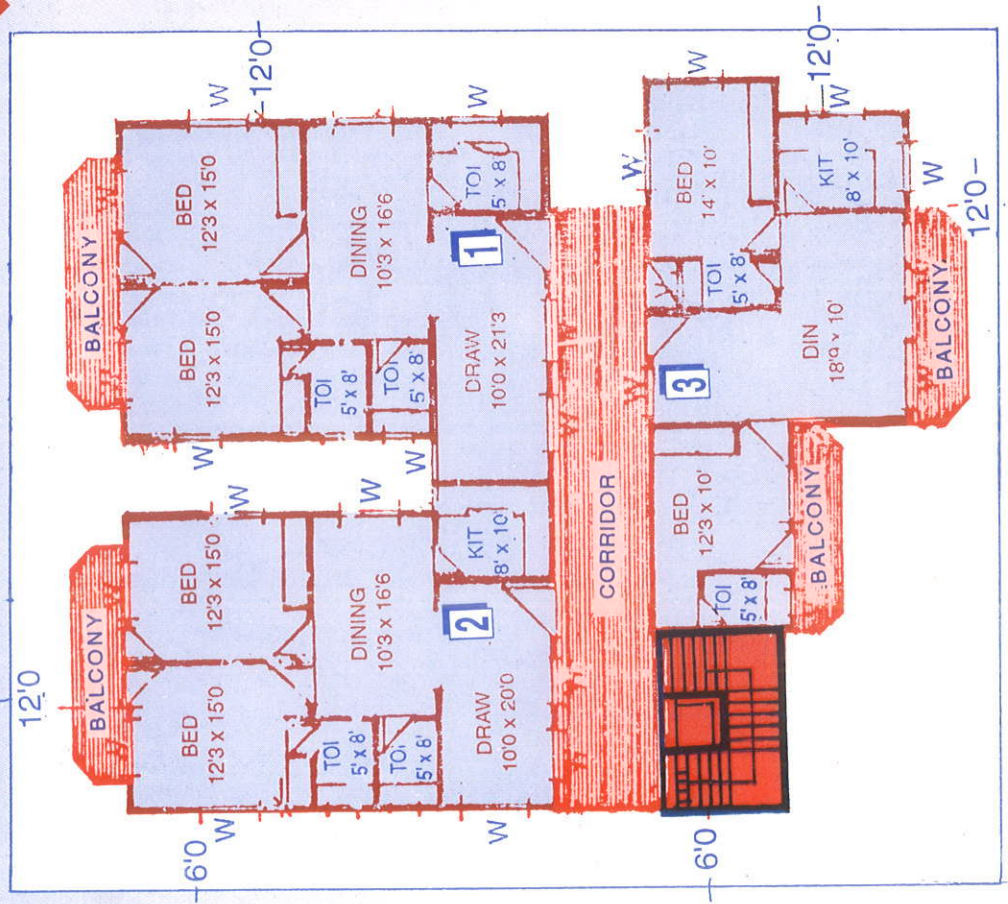 BALCONY
BED
12'3 x 15'0
BED
12'3 x 15'0
W
12'0
TOI
5' x 8'
TOI
5' x 8'
DINING
10'3 x 16'6
TOI
5' x 8'
W
W
W
DRAW
10'0 x 21'3
1
BALCONY
12'0
BED
12'3 x 15'0
BED
12'3 x 15'0
W
W
6'0
W
TOI
5' x 8'
TOI
5' x 8'
DINING
10'3 x 16'6
KIT
8' x 10'
DRAW
10'0 x 20'0
W
2
CORRIDOR
6'0
TOI
5' x 8'
BED
12'3 x 10'
BALCONY
3
TOI
5' x 8'
BED
14' x 10'
W
W
12'0
DIN
18'9 x 10'
KIT
8' x 10'
W
W
12'0
BALCONY